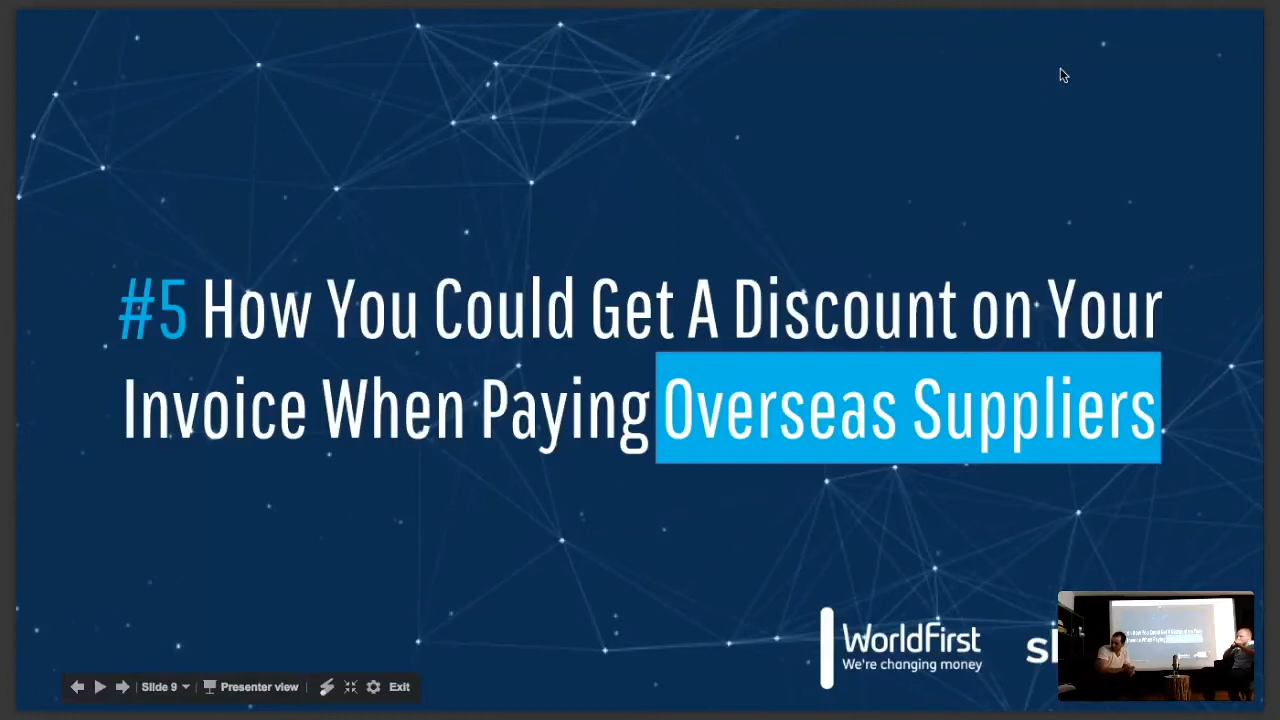 #5 How You Could Get A Discount on Your
Invoice When Paying Overseas Suppliers
WorldFirst
We're changing money
Slide 9
Presenter view
Exit